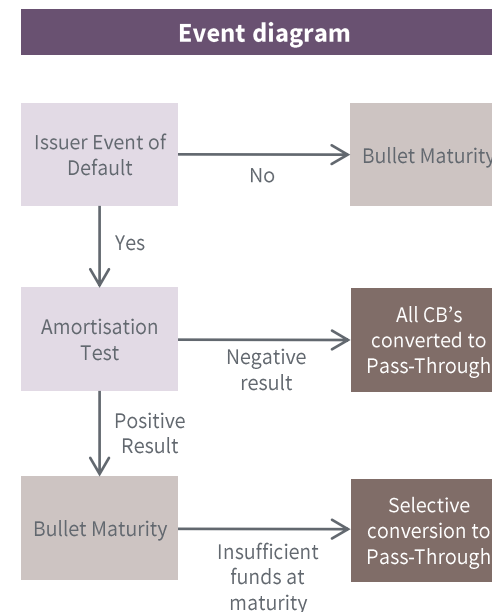 Event diagram
Issuer Event of
Default
No
Bullet Maturity
Yes
Amortisation
Test
Negative
result
All CB's
converted to
Pass-Through
Positive
Result
Bullet Maturity
Insufficient
funds at
maturity
Selective
conversion to
Pass-Through